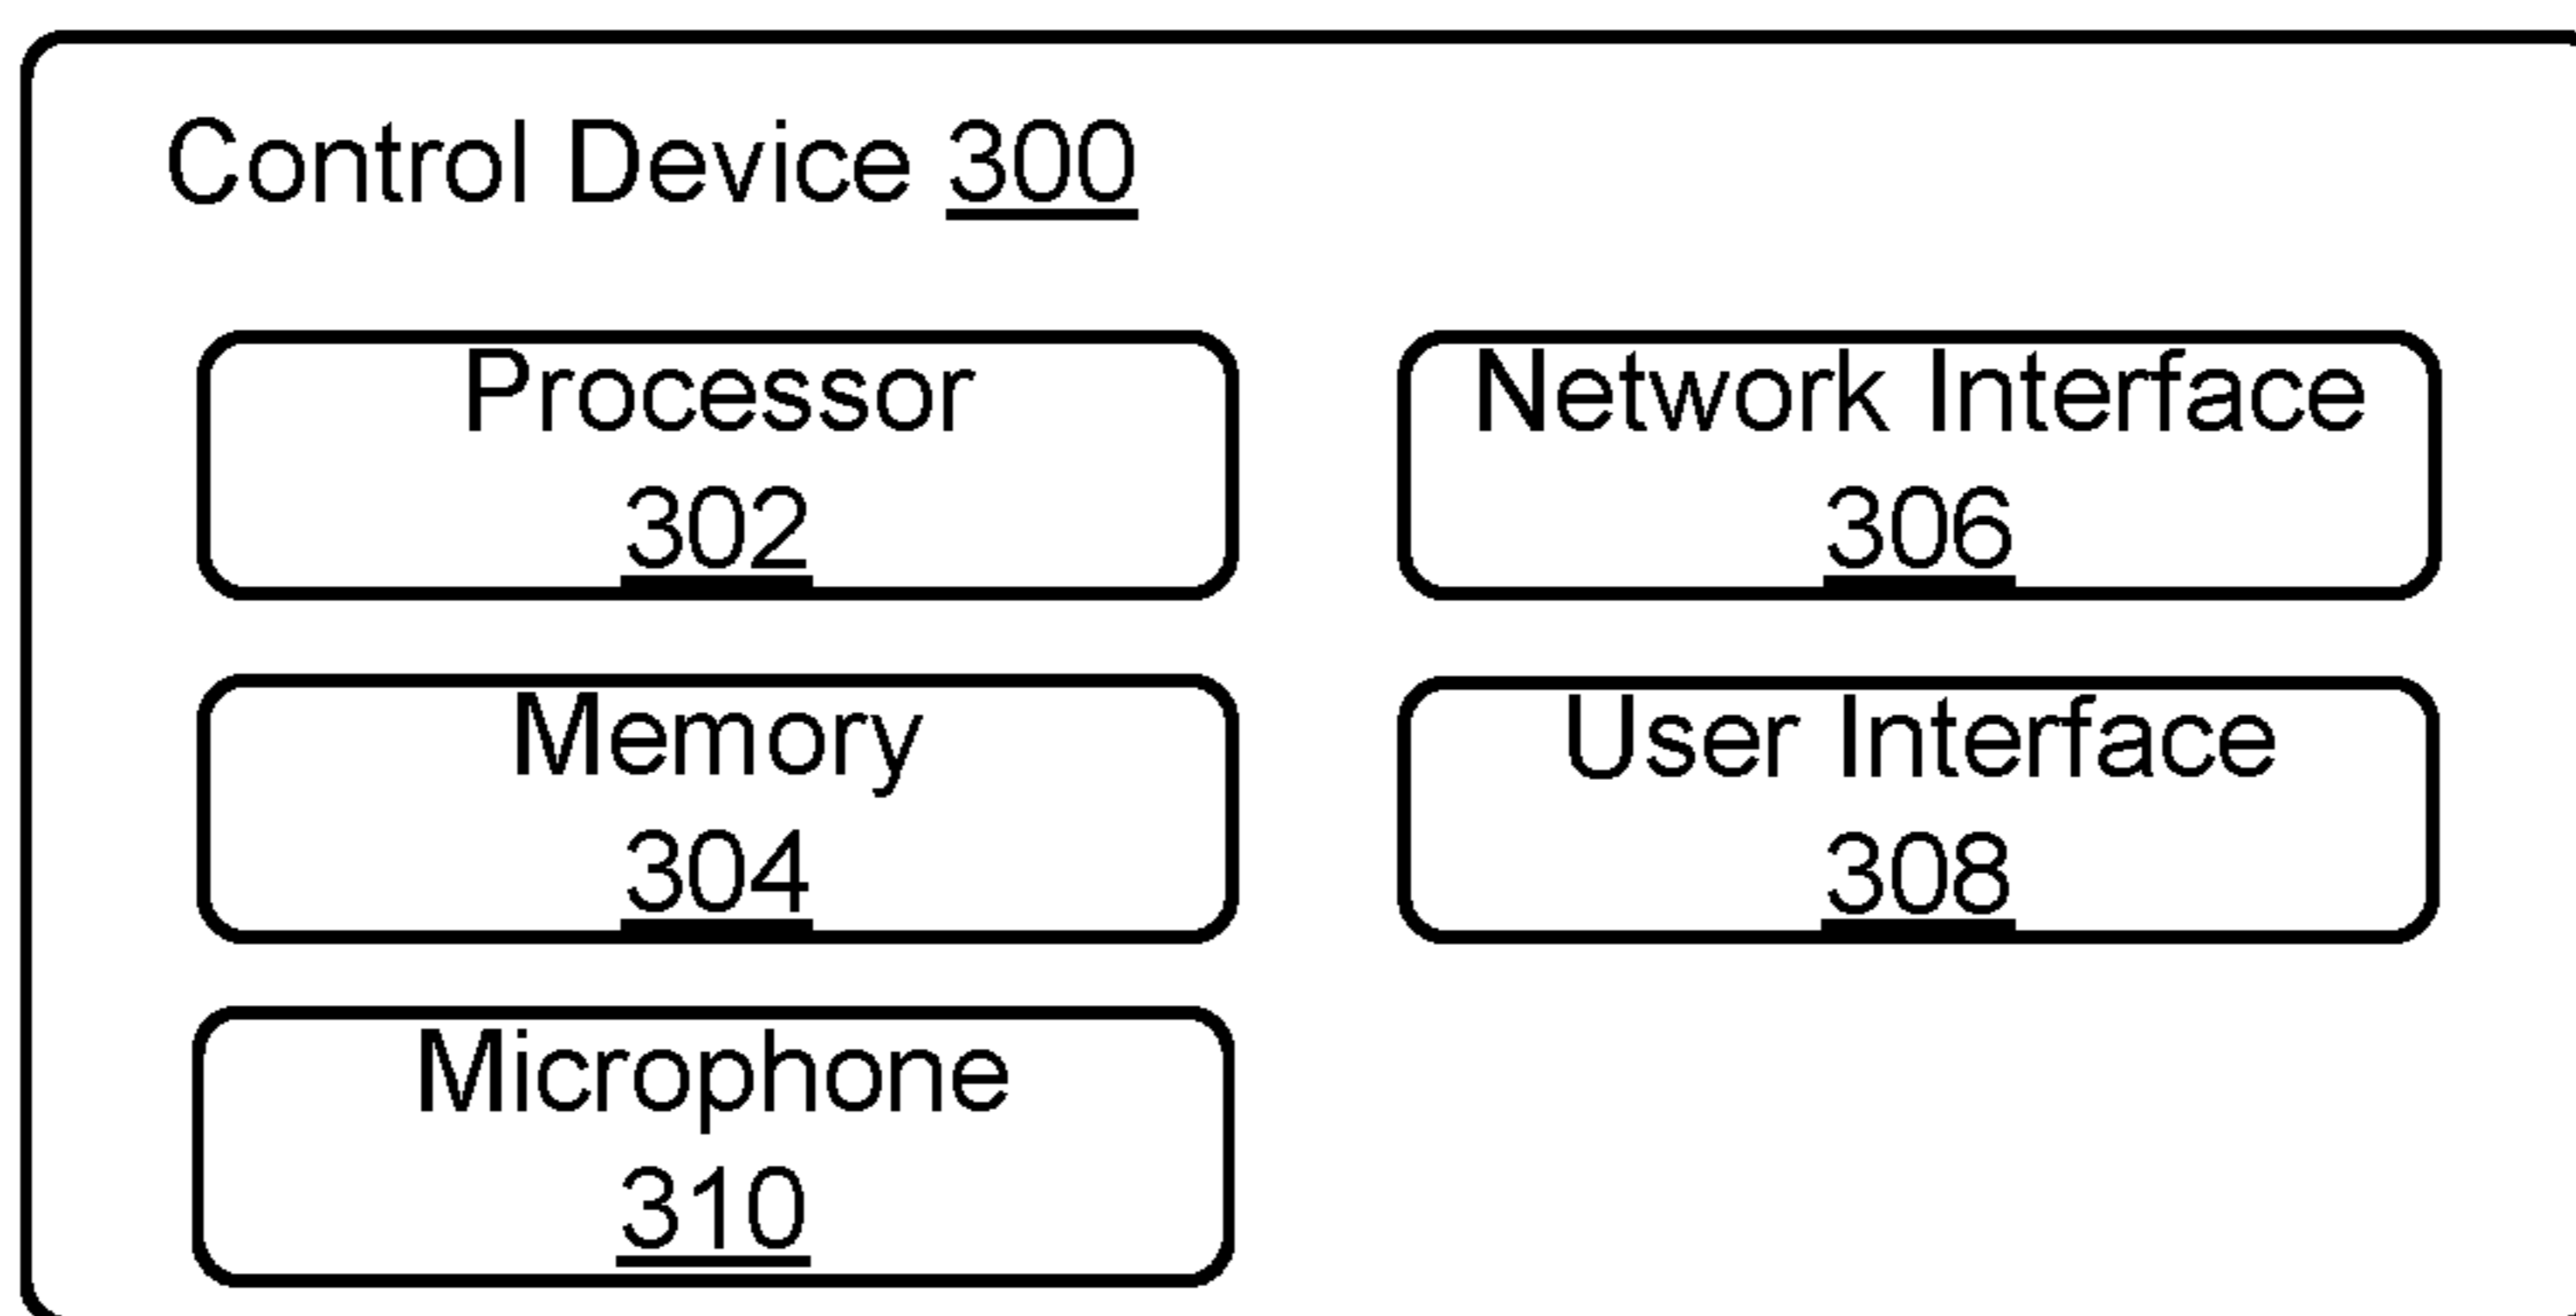 Control Device 300
Processor
302
Network Interface
306
Memory
304
User Interface
308
Microphone
310